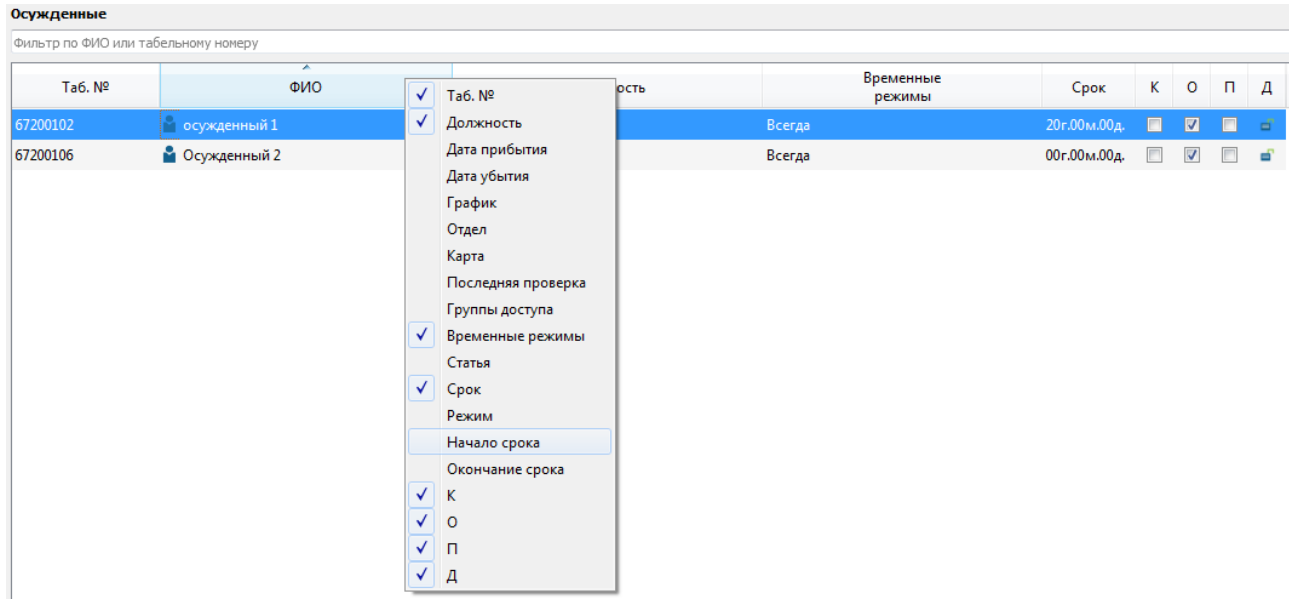 Осужденные
Фильтр по ФИО или табельному номеру
Таб. № ФИО ость Временные режимы Срок К О П Д
67200102 осужденный 1 Всегда 20г.00м.00д.
67200106 Осужденный 2 Всегда 00г.00м.00д.
Таб. №
Должность
Дата прибытия
Дата убытия
График
Отдел
Карта
Последняя проверка
Группы доступа
Временные режимы
Статья
Срок
Режим
Начало срока
Окончание срока
К
О
П
Д